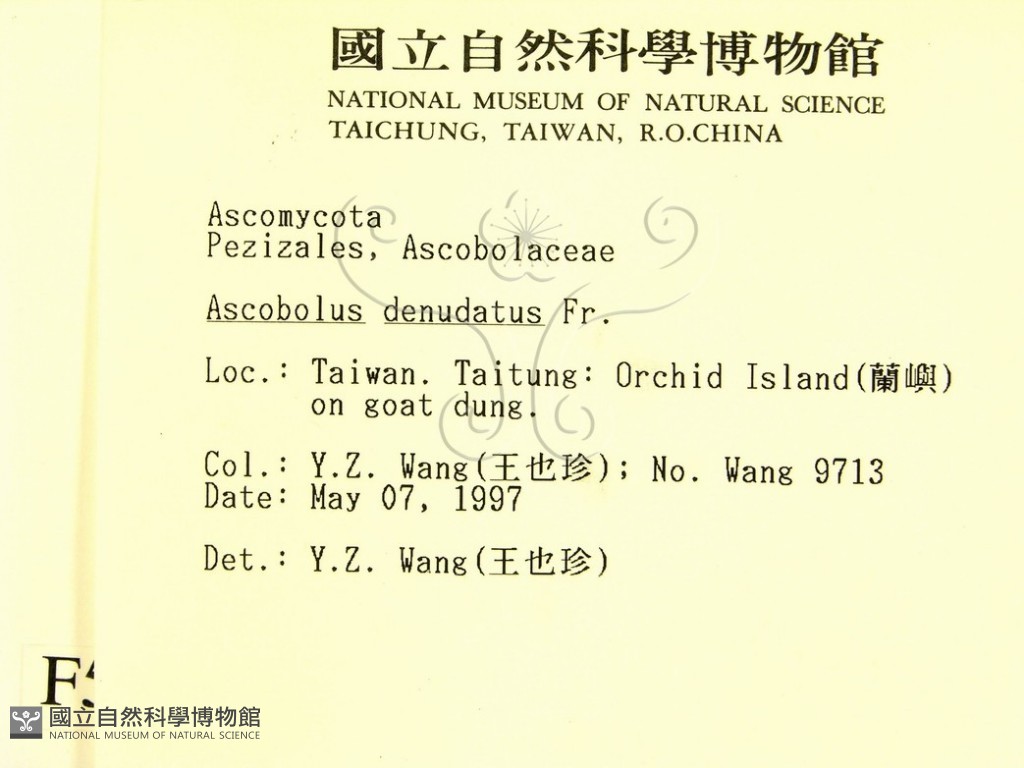 國立自然科學博物館
NATIONAL MUSEUM OF NATURAL SCIENCE
TAICHUNG, TAIWAN, R.O.CHINA
Ascomycota
Pezizales, Ascobolaceae
Ascobolus denudatus Fr.
Loc.: Taiwan. Taitung: Orchid Island(蘭嶼)
on goat dung.
Col.: Y.Z. Wang(王也珍); No. Wang 9713
Date: May 07, 1997
Det.: Y.Z. Wang(王也珍)
國立自然科學博物館
NATIONAL MUSEUM OF NATURAL SCIENCE